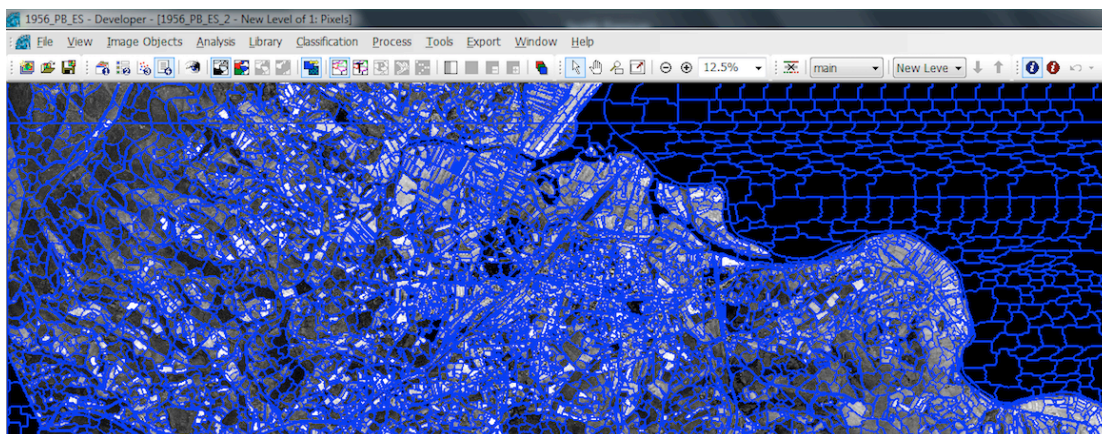 1956_PB_ES - Developer - [1956_PB_ES_2 - New Level of 1: Pixels]
File View Image Objects Analysis Library Classification Process Tools Export Window Help
12.5% main New Leve